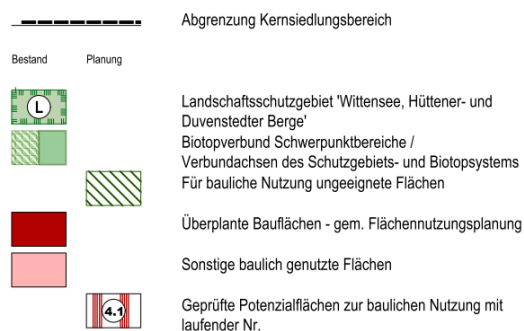 Abgrenzung Kernsiedlungsbereich
Bestand Planung
L
Landschaftsschutzgebiet 'Wittensee, Hüttener- und
Duvenstedter Berge'
Biotopverbund Schwerpunktbereiche /
Verbundachsen des Schutzgebiets- und Biotopsystems
Für bauliche Nutzung ungeeignete Flächen
Überplante Bauflächen - gem. Flächennutzungsplanung
Sonstige baulich genutzte Flächen
4.1
Geprüfte Potenzialflächen zur baulichen Nutzung mit
laufender Nr.